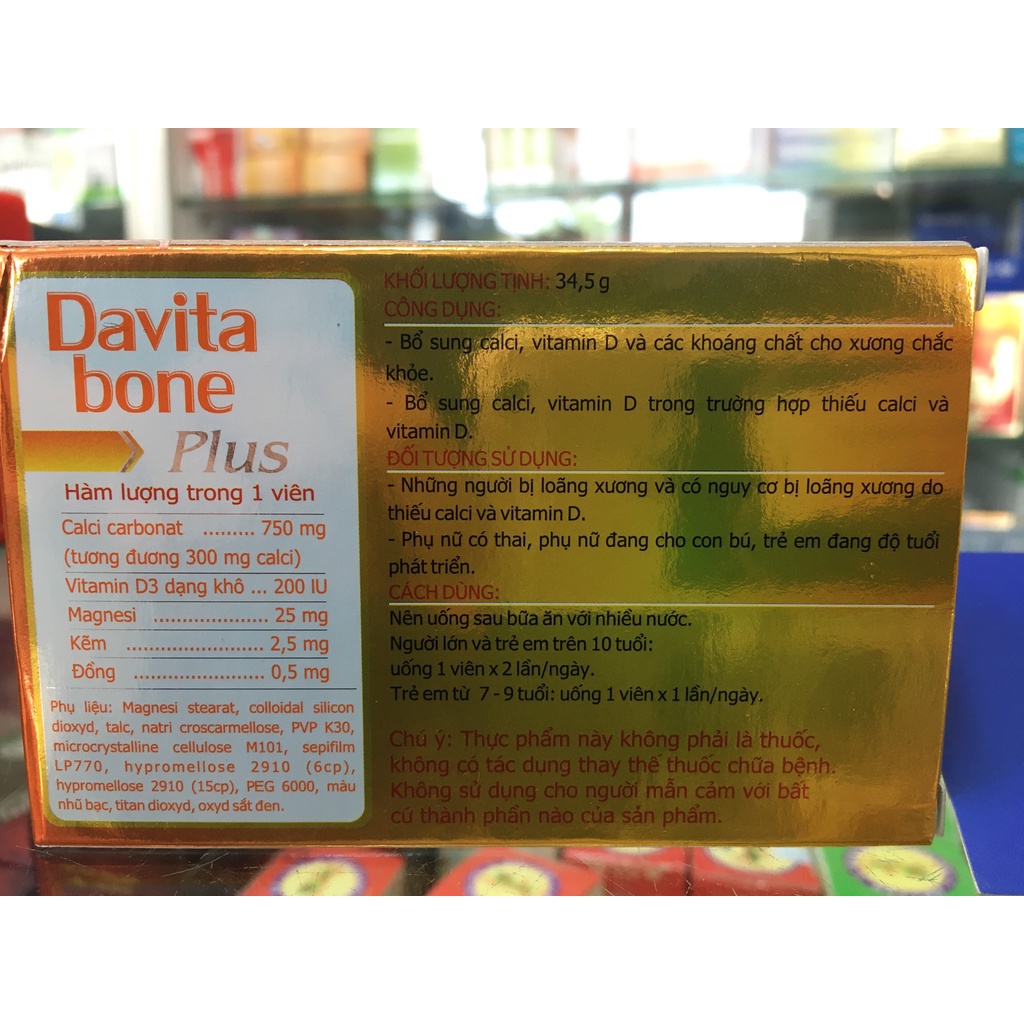 Davita
bone
Plus
Hàm lượng trong 1 viên
Calci carbonat ......... 750 mg
(tương đương 300 mg calci)
Vitamin D3 dạng khô ... 200 IU
Magnesi ...................... 25 mg
Kẽm ........................ 2,5 mg
Đồng ....................... 0,5 mg
Phụ liệu: Magnesi stearat, colloidal silicon
dioxyd, talc, natri croscarmellose, PVP K30,
microcrystalline cellulose M101, sepifilm
LP770, hypromellose 2910 (6cp),
hypromellose 2910 (15cp), PEG 6000, màu
nhũ bạc, titan dioxyd, oxyd sắt đen.
KHỐI LƯỢNG TỊNH: 34,5 g
CÔNG DỤNG:
- Bổ sung calci, vitamin D và các khoáng chất cho xương chắc
khỏe.
- Bổ sung calci, vitamin D trong trường hợp thiếu calci và
vitamin D.
ĐỐI TƯỢNG SỬ DỤNG:
- Những người bị loãng xương và có nguy cơ bị loãng xương do
thiếu calci và vitamin D.
- Phụ nữ có thai, phụ nữ đang cho con bú, trẻ em đang độ tuổi
phát triển.
CÁCH DÙNG:
Nên uống sau bữa ăn với nhiều nước.
Người lớn và trẻ em trên 10 tuổi:
uống 1 viên x 2 lần/ngày.
Trẻ em từ 7 - 9 tuổi: uống 1 viên x 1 lần/ngày.
Chú ý: Thực phẩm này không phải là thuốc,
không có tác dụng thay thế thuốc chữa bệnh.
Không sử dụng cho người mẫn cảm với bất
cứ thành phần nào của sản phẩm.